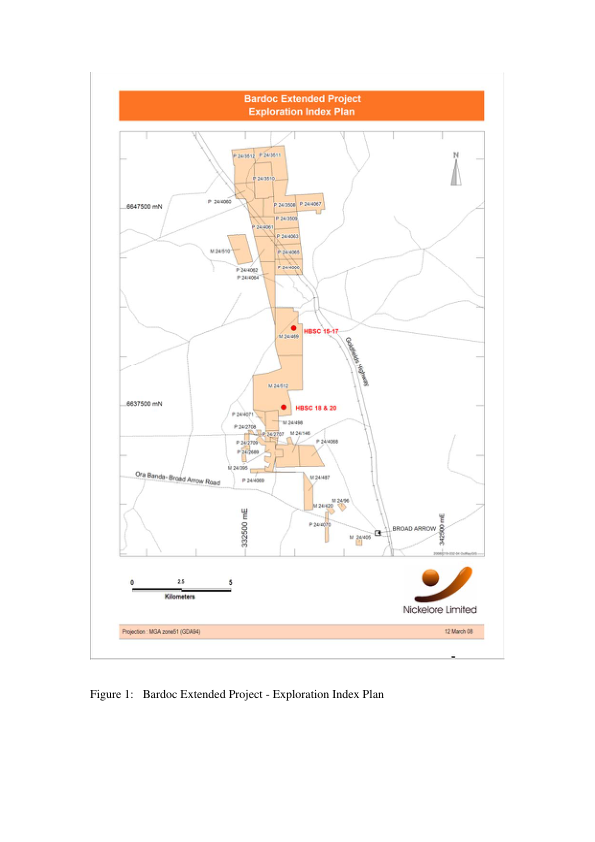 Bardoc Extended Project
Exploration Index Plan
N
P 24/3512 P 24/3511
P 24/3510
P 24/4060
P 24/3508 P 24/4067
6647500 mN
P 24/3509
P 24/4061
P 24/4063
M 24/510
P 24/4065
P 24/4062
P 24/4066
P 24/4064
HBSC 15-17
M 24/469
Goldfields Highway
M 24/512
6637500 mN
HBSC 18 & 20
P 24/4071
M 24/488
P 24/2708
P 24/2707 M 24/146
P 24/2709
P 24/4068
P 24/2699
M 24/395
Ora Banda-Broad Arrow Road
P 24/4069
M 24/487
M 24/96
M 24/420
332500 mE
342500 mE
P 24/4070
BROAD ARROW
M 24/405
0 2.5 5
Kilometers
Nickelore Limited
Projection : MGA zone51 (GDA94)
12 March 08
Figure 1: Bardoc Extended Project - Exploration Index Plan